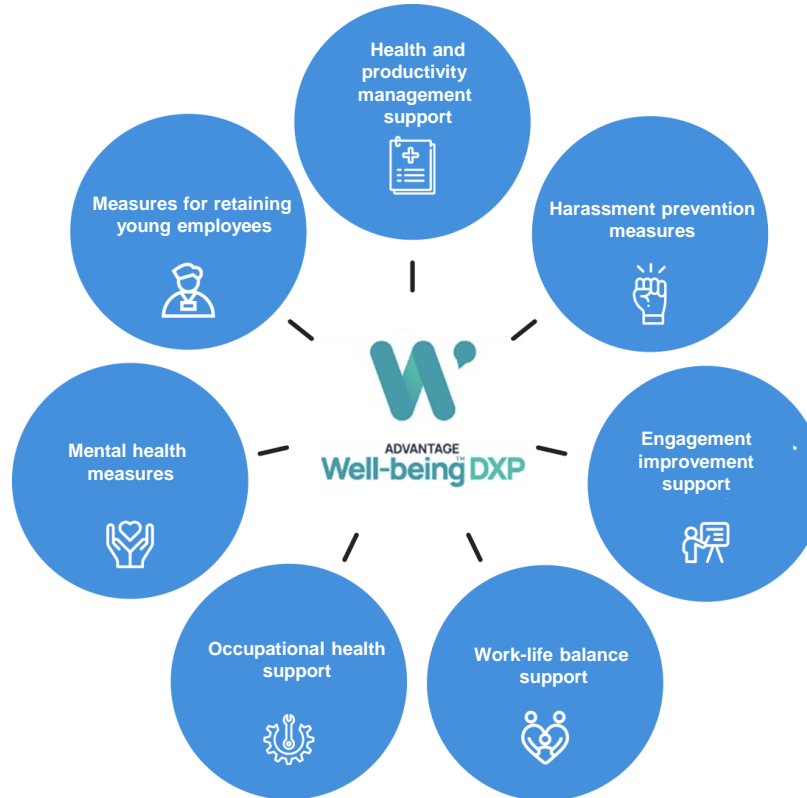 Health and
productivity
management
support
Measures for retaining
young employees
Harassment prevention
measures
Mental health
measures
ADVANTAGE
Well-being™ DXP
Engagement
improvement
support
Occupational health
support
Work-life balance
support